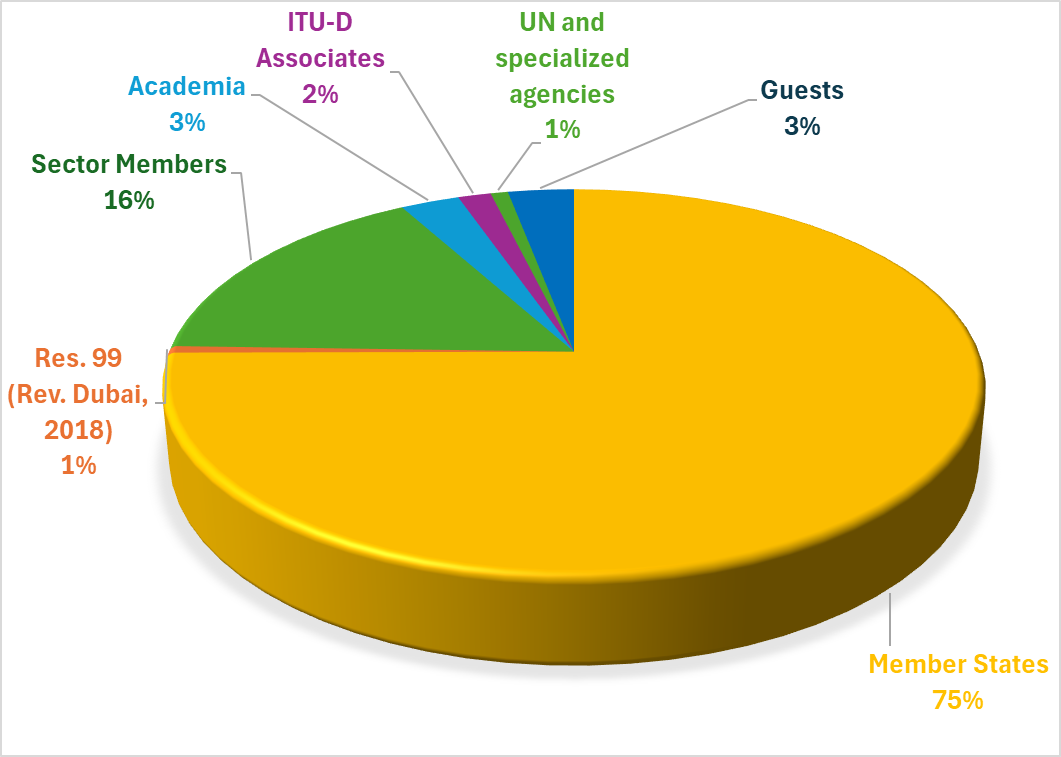 ITU-D
Associates
2%
UN and
specialized
agencies
1%
Academia
3%
Guests
3%
Sector Members
16%
Res. 99
(Rev. Dubai,
2018)
1%
Member States
75%